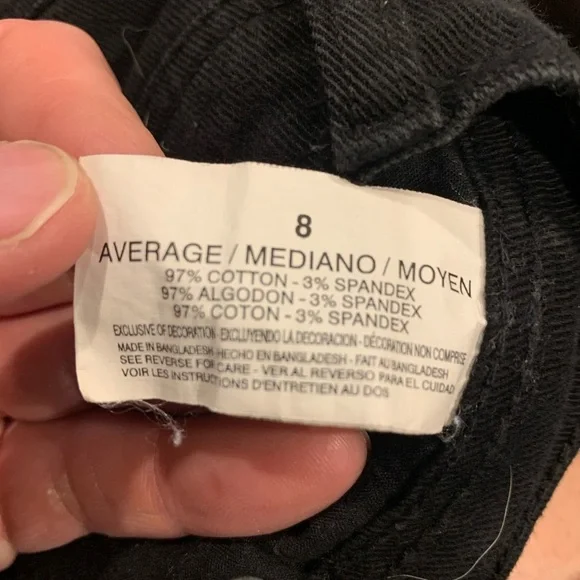 8
AVERAGE / MEDIANO / MOYEN
97% COTTON - 3% SPANDEX
97% ALGODON - 3% SPANDEX
97% COTON - 3% SPANDEX
EXCLUSIVE OF DECORATION - EXCLUYENDO LA DECORACION - DÉCORATION NON COMPRISE
MADE IN BANGLADESH HECHO EN BANGLADESH - FAIT AU BANGLADESH
SEE REVERSE FOR CARE - VER AL REVERSO PARA EL CUIDAD
VOIR LES INSTRUCTIONS D'ENTRETIEN AU DOS